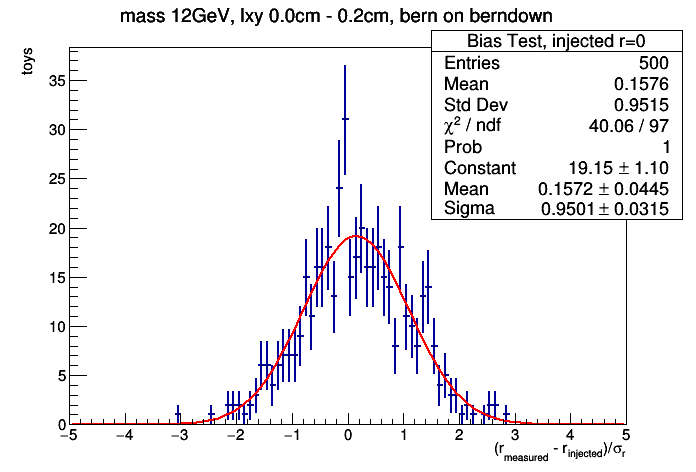 mass 12GeV, lxy 0.0cm - 0.2cm, bern on berndown
toys
Bias Test, injected r=0
Entries 500
Mean 0.1576
Std Dev 0.9515
χ² / ndf 40.06 / 97
Prob 1
Constant 19.15 ± 1.10
Mean 0.1572 ± 0.0445
Sigma 0.9501 ± 0.0315
35
30
25
20
15
10
5
0
−5 −4 −3 −2 −1 0 1 2 3 4 5
(r_measured - r_injected)/σ_r